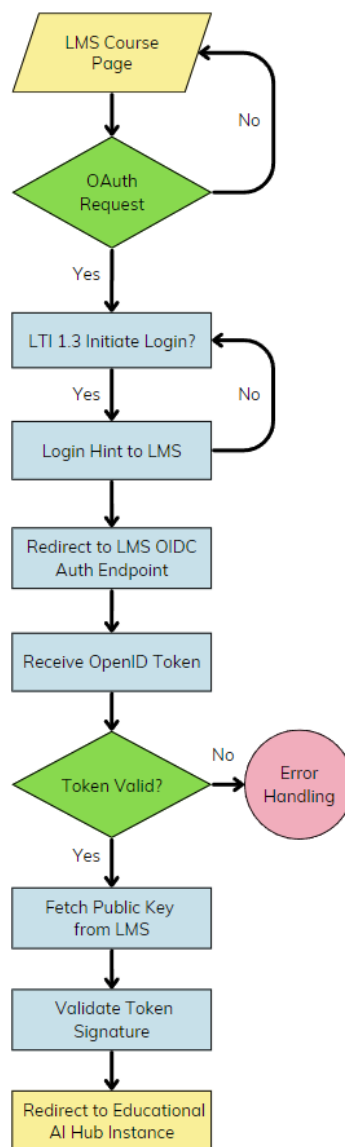 LMS Course
Page
No
OAuth
Request
Yes
LTI 1.3 Initiate Login?
Yes
No
Login Hint to LMS
Redirect to LMS OIDC
Auth Endpoint
Receive OpenID Token
No
Token Valid?
Error
Handling
Yes
Fetch Public Key
from LMS
Validate Token
Signature
Redirect to Educational
AI Hub Instance